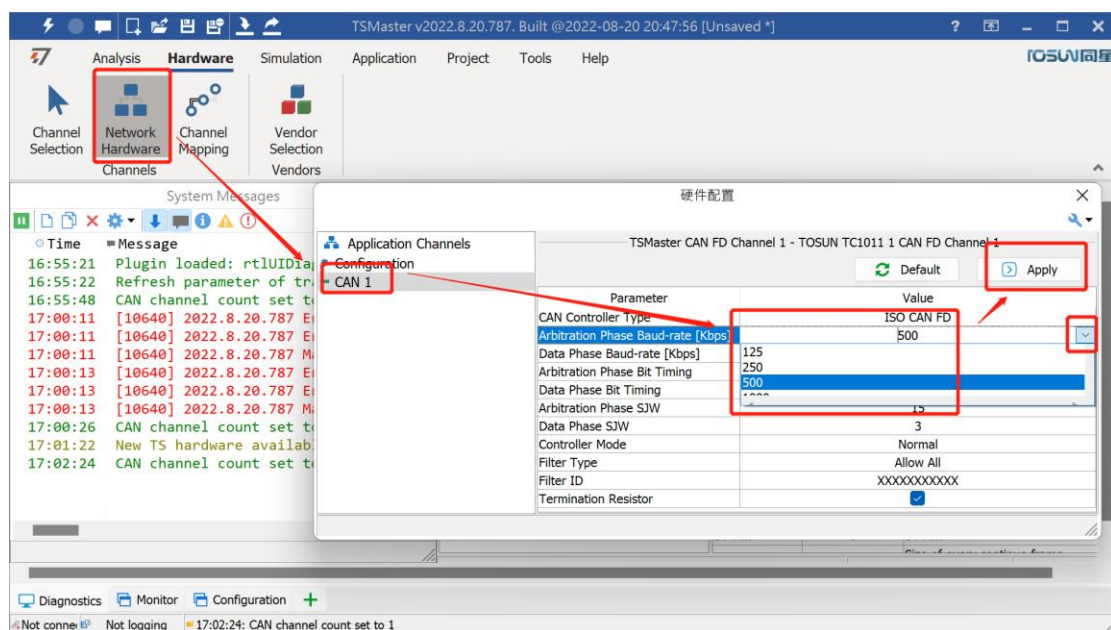 TSMaster v2022.8.20.787. Built @2022-08-20 20:47:56 [Unsaved *]
Analysis Hardware Simulation Application Project Tools Help
TOSUN同星
Channel Selection
Network Hardware
Channel Mapping
Vendor Selection
Channels
Vendors
System Messages
Time Message
16:55:21 Plugin loaded: rtlUIDia
16:55:22 Refresh parameter of tr
16:55:48 CAN channel count set t
17:00:11 [10640] 2022.8.20.787 E
17:00:11 [10640] 2022.8.20.787 E
17:00:11 [10640] 2022.8.20.787 M
17:00:13 [10640] 2022.8.20.787 E
17:00:13 [10640] 2022.8.20.787 E
17:00:13 [10640] 2022.8.20.787 M
17:00:26 CAN channel count set t
17:01:22 New TS hardware availab
17:02:24 CAN channel count set t
硬件配置
Application Channels
Configuration
CAN 1
TSMaster CAN FD Channel 1 - TOSUN TC1011 1 CAN FD Channel 1
Default
Apply
Parameter Value
CAN Controller Type ISO CAN FD
Arbitration Phase Baud-rate [Kbps] 500
Data Phase Baud-rate [Kbps]
Arbitration Phase Bit Timing
Data Phase Bit Timing
125
250
500
Arbitration Phase SJW 15
Data Phase SJW 3
Controller Mode Normal
Filter Type Allow All
Filter ID XXXXXXXXXXX
Termination Resistor
Diagnostics Monitor Configuration
Not conne Not logging 17:02:24: CAN channel count set to 1